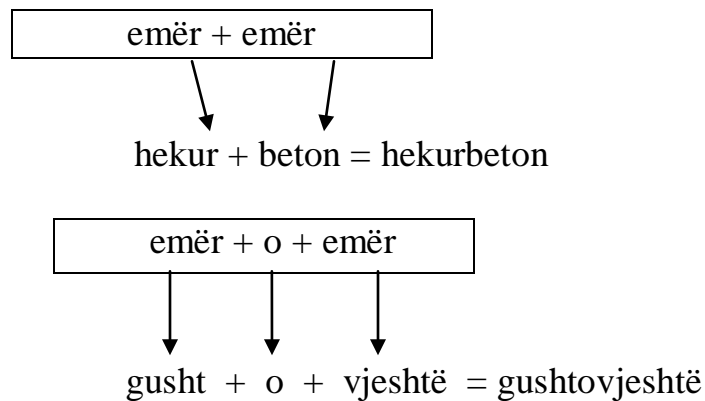 emër + emër
hekur + beton = hekurbeton
emër + o + emër
gusht + o + vjeshtë = gushtovjeshtë